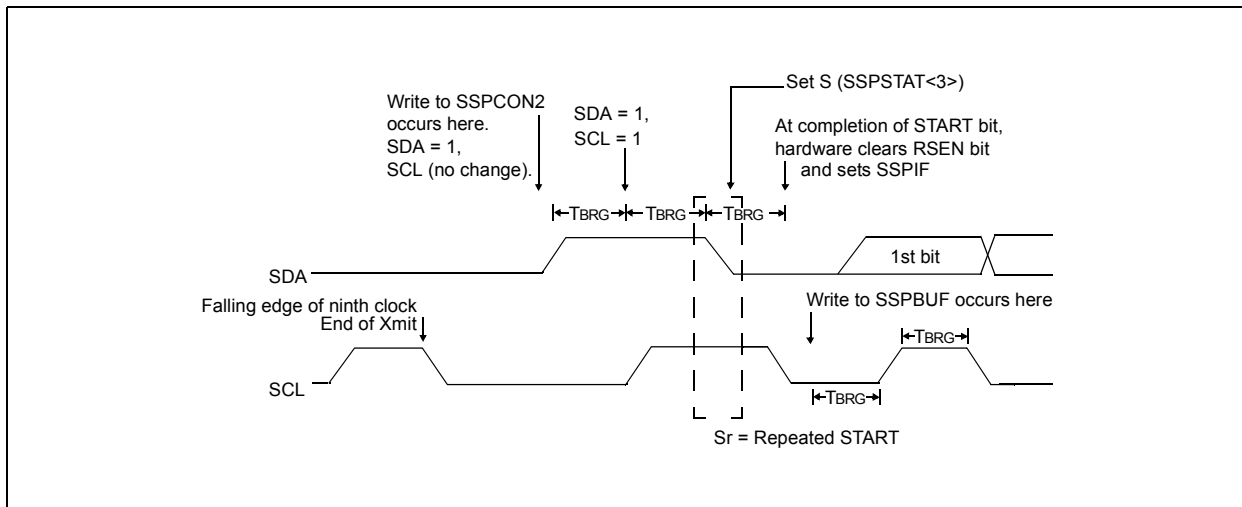 Set S (SSPSTAT<3>)
Write to SSPCON2
occurs here.
SDA = 1,
SCL (no change).
SDA = 1,
SCL = 1
At completion of START bit,
hardware clears RSEN bit
and sets SSPIF
TBRG
TBRG
TBRG
SDA
1st bit
Falling edge of ninth clock
End of Xmit
Write to SSPBUF occurs here
TBRG
SCL
TBRG
Sr = Repeated START